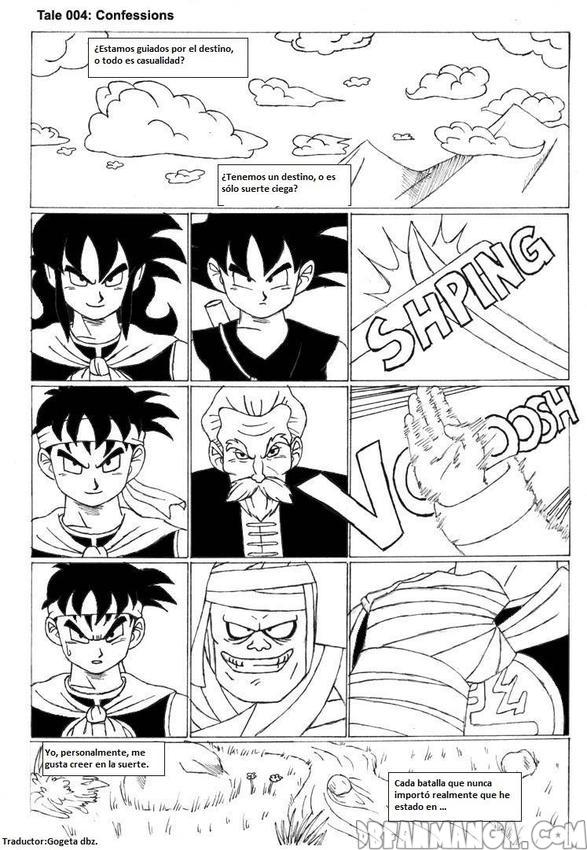 Tale 004: Confessions
¿Estamos guiados por el destino,
o todo es casualidad?
¿Tenemos un destino, o es
sólo suerte ciega?
SHPING
VOOOOSH
Yo, personalmente, me
gusta creer en la suerte.
Cada batalla que nunca
importó realmente que he
estado en ...
Traductor:Gogeta dbz.
DBFANMANGA.COM